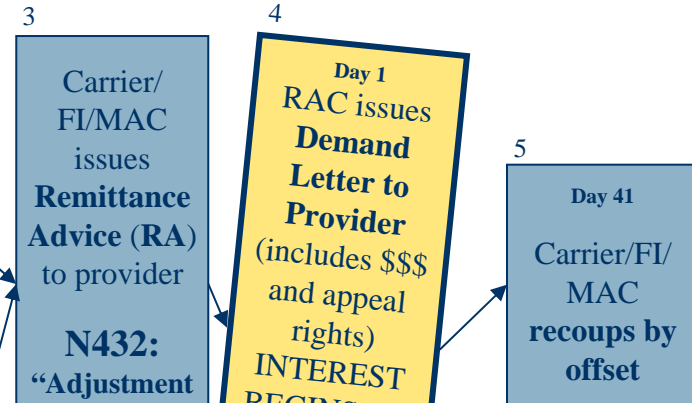 3
Carrier/
FI/MAC
issues
Remittance
Advice (RA)
to provider
N432:
“Adjustment
4
Day 1
RAC issues
Demand
Letter to
Provider
(includes $$$
and appeal
rights)
INTEREST
BEGINS
5
Day 41
Carrier/FI/
MAC
recoups by
offset